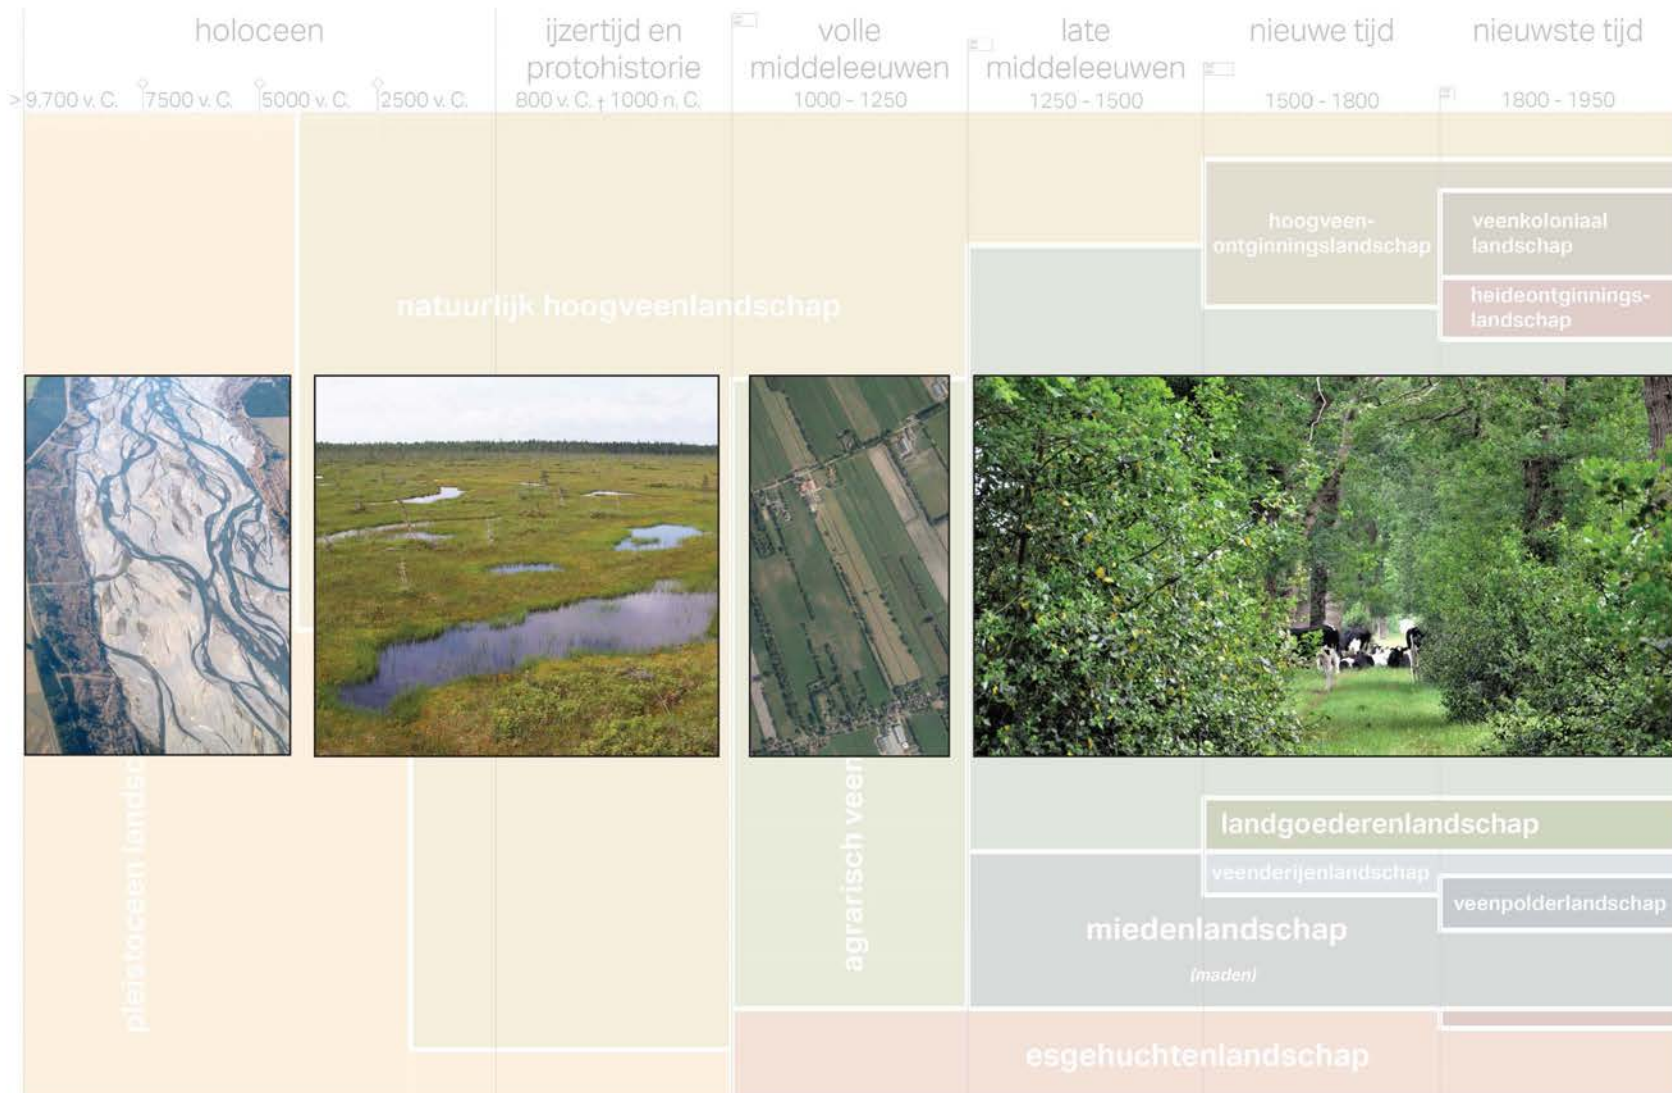 holoceen
ijzertijd en
protohistorie
volle
middeleeuwen
late
middeleeuwen
nieuwe tijd
nieuwste tijd
> 9.700 v. C.
7500 v. C.
5000 v. C.
2500 v. C.
800 v. C. † 1000 n. C.
1000 - 1250
1250 - 1500
1500 - 1800
1800 - 1950
natuurlijk hoogveenlandschap
hoogveen-
ontginningslandschap
veenkoloniaal
landschap
heideontginnings-
landschap
pleistoceen landsc
agrarisch veen
landgoederenlandschap
veenderijenlandschap
veenpolderlandschap
miedenlandschap
(maden)
esgehuchtenlandschap